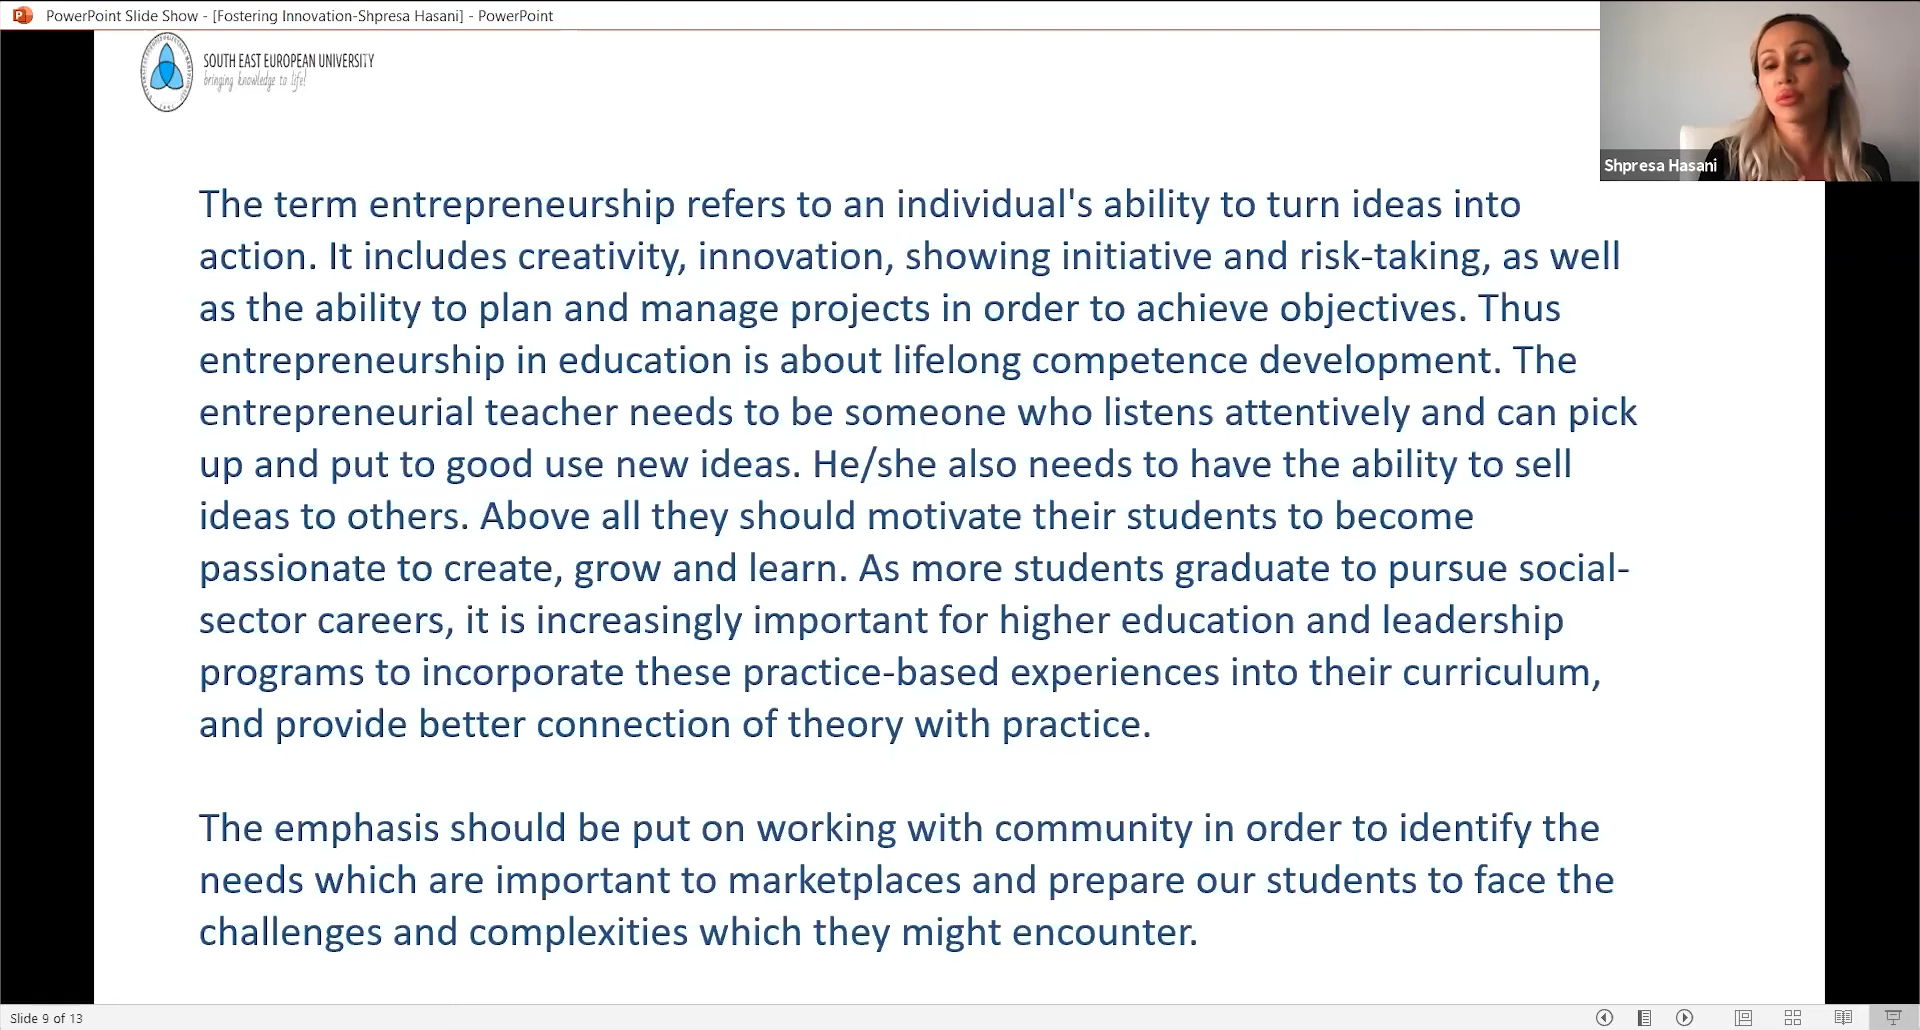 PowerPoint Slide Show - [Fostering Innovation-Shpresa Hasani] - PowerPoint
SOUTH EAST EUROPEAN UNIVERSITY
bringing knowledge to life!
Shpresa Hasani
The term entrepreneurship refers to an individual's ability to turn ideas into
action. It includes creativity, innovation, showing initiative and risk-taking, as well
as the ability to plan and manage projects in order to achieve objectives. Thus
entrepreneurship in education is about lifelong competence development. The
entrepreneurial teacher needs to be someone who listens attentively and can pick
up and put to good use new ideas. He/she also needs to have the ability to sell
ideas to others. Above all they should motivate their students to become
passionate to create, grow and learn. As more students graduate to pursue social-
sector careers, it is increasingly important for higher education and leadership
programs to incorporate these practice-based experiences into their curriculum,
and provide better connection of theory with practice.
The emphasis should be put on working with community in order to identify the
needs which are important to marketplaces and prepare our students to face the
challenges and complexities which they might encounter.
Slide 9 of 13